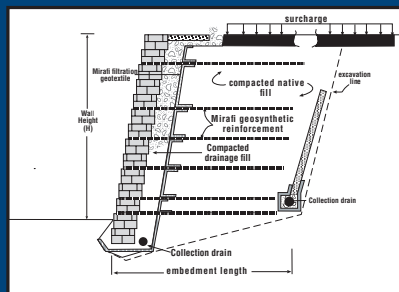 surcharge
Mirafi filtration
geotextile
compacted native
fill
excavation
line
Wall
Height
(H)
Mirafi geosynthetic
reinforcement
Compacted
drainage fill
Collection drain
Collection drain
embedment length